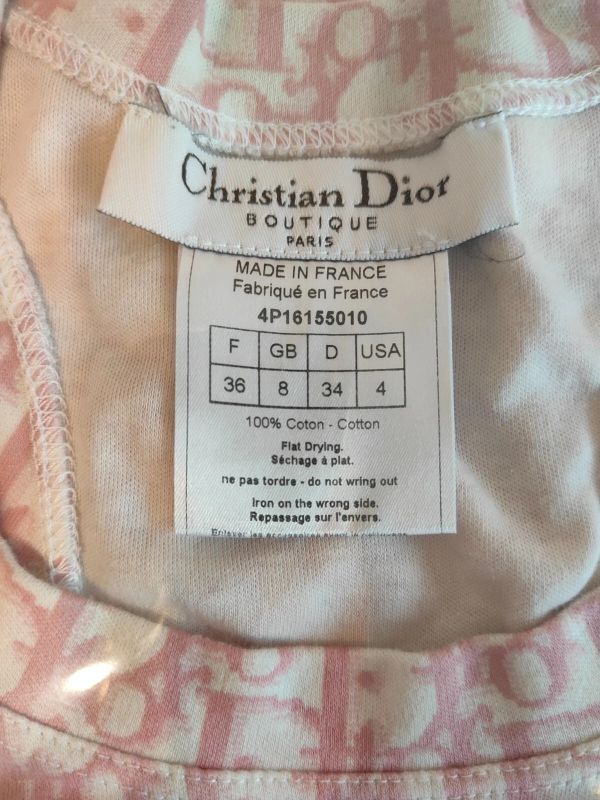 Christian Dior
BOUTIQUE
PARIS
MADE IN FRANCE
Fabriqué en France
4P16155010
F GB D USA
36 8 34 4
100% Coton - Cotton
Flat Drying.
Séchage à plat.
ne pas tordre - do not wring out
Iron on the wrong side.
Repassage sur l'envers.
Enlever les